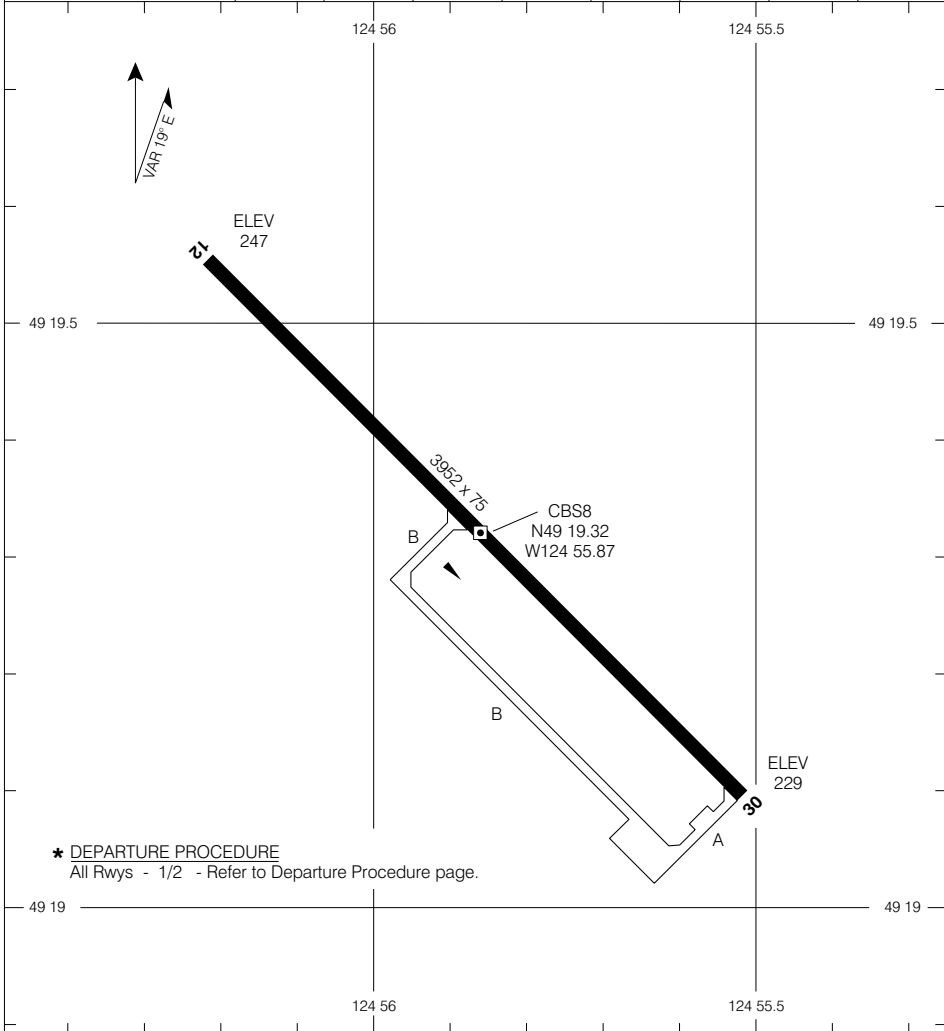 124 56
124 55.5
VAR 19° E
ELEV
247
12
49 19.5
49 19.5
3952 x 75
CBS8
N49 19.32
W124 55.87
B
B
ELEV
229
30
A
* DEPARTURE PROCEDURE
All Rwys - 1/2 - Refer to Departure Procedure page.
49 19
49 19
124 56
124 55.5